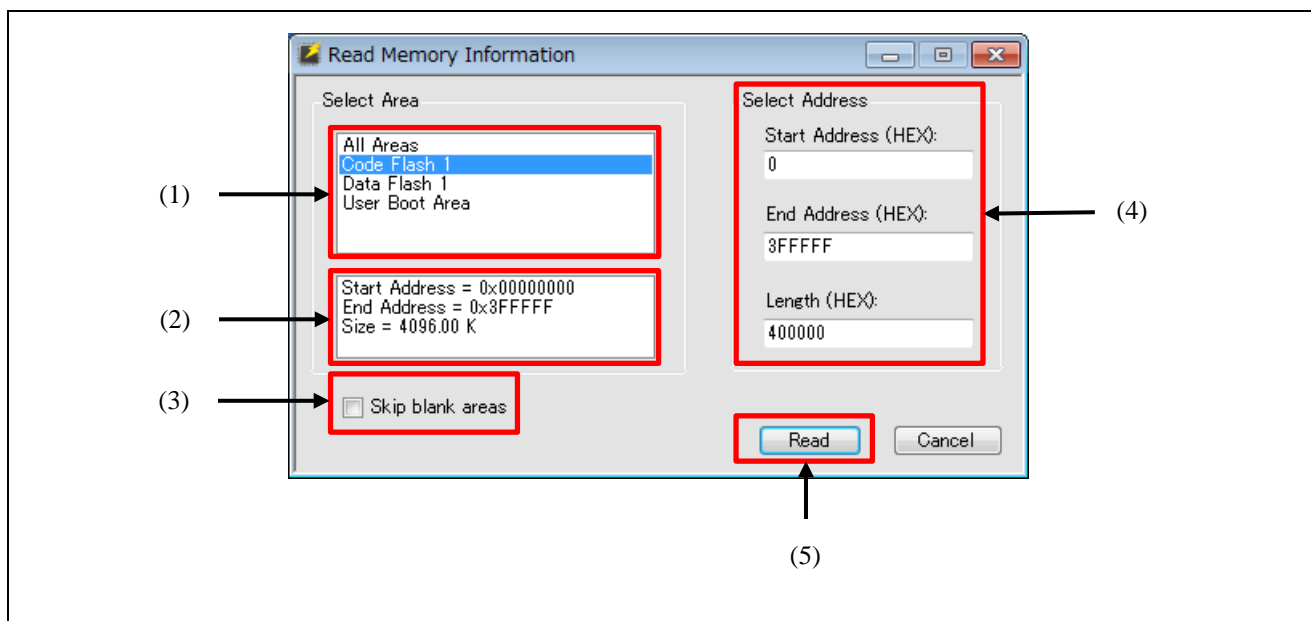 Read Memory Information
Select Area
All Areas
Code Flash 1
Data Flash 1
User Boot Area
(1)
Start Address = 0x00000000
End Address = 0x3FFFFF
Size = 4096.00 K
(2)
(3)
Skip blank areas
Select Address
Start Address (HEX):
0
End Address (HEX):
3FFFFF
Length (HEX):
400000
(4)
Read
Cancel
(5)